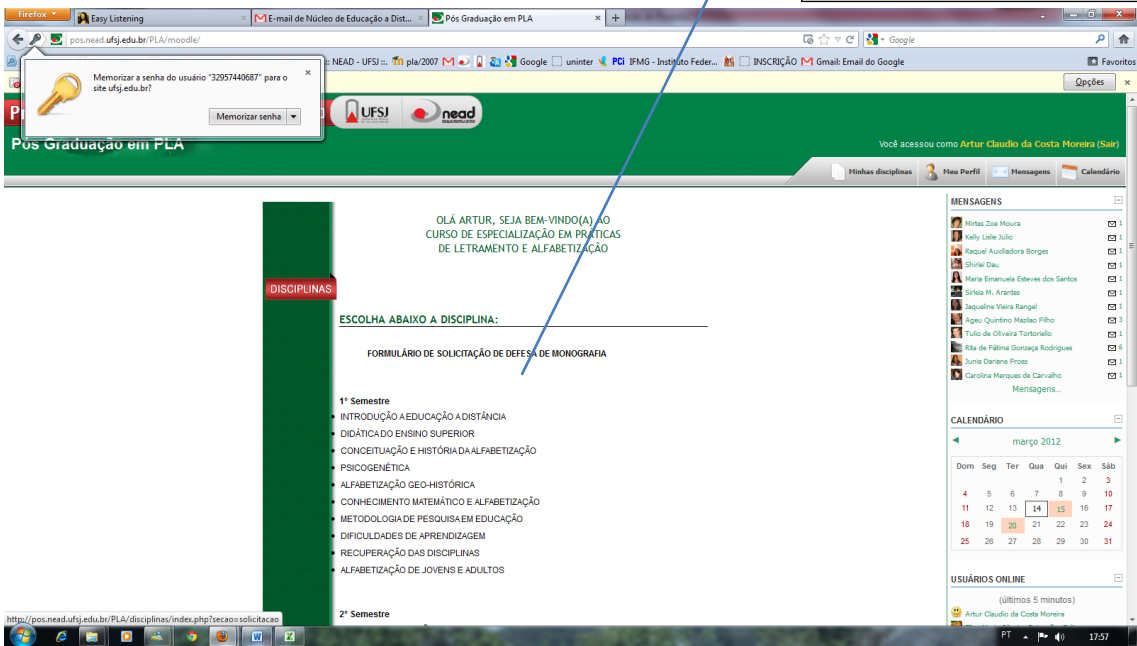 Firefox
Easy Listening
E-mail de Núcleo de Educação a Dist...
Pós Graduação em PLA
pos.nead.ufsj.edu.br/PLA/moodle/
Google
:: NEAD - UFSJ ::. pla/2007 Google uninter PCi IFMG - Instituto Feder... INSCRIÇÃO Gmail: Email do Google Favoritos
Memorizar a senha do usuário "32957440687" para o
site ufsj.edu.br?
Memorizar senha
Opções
UFSJ nead
Pós Graduação em PLA
Você acessou como Artur Claudio da Costa Moreira (Sair)
Minhas disciplinas Meu Perfil Mensagens Calendário
OLÁ ARTUR, SEJA BEM-VINDO(A) AO
CURSO DE ESPECIALIZAÇÃO EM PRÁTICAS
DE LETRAMENTO E ALFABETIZAÇÃO
DISCIPLINAS
ESCOLHA ABAIXO A DISCIPLINA:
FORMULÁRIO DE SOLICITAÇÃO DE DEFESA DE MONOGRAFIA
1º Semestre
INTRODUÇÃO A EDUCAÇÃO A DISTÂNCIA
DIDÁTICA DO ENSINO SUPERIOR
CONCEITUAÇÃO E HISTÓRIA DA ALFABETIZAÇÃO
PSICOGENÉTICA
ALFABETIZAÇÃO GEO-HISTÓRICA
CONHECIMENTO MATEMÁTICO E ALFABETIZAÇÃO
METODOLOGIA DE PESQUISA EM EDUCAÇÃO
DIFICULDADES DE APRENDIZAGEM
RECUPERAÇÃO DAS DISCIPLINAS
ALFABETIZAÇÃO DE JOVENS E ADULTOS
2º Semestre
MENSAGENS
Mirtes Zoe Moura 1
Kelly Lislie Julio 1
Raquel Auxiliadora Borges 1
Shirlei Dau 1
Maria Emanuela Esteves dos Santos 1
Sirleia M. Arantes 1
Jaqueline Vieira Rangel 1
Ageu Quintino Mazilao Filho 3
Tulio de Oliveira Tortoriello 1
Rita de Fátima Gonzaga Rodrigues 6
Junia Dariane Froes 1
Carolina Marques de Carvalho 1
Mensagens...
CALENDÁRIO
março 2012
Dom Seg Ter Qua Qui Sex Sáb
1 2 3
4 5 6 7 8 9 10
11 12 13 14 15 16 17
18 19 20 21 22 23 24
25 26 27 28 29 30 31
USUÁRIOS ONLINE
(últimos 5 minutos)
Artur Claudio da Costa Moreira
http://pos.nead.ufsj.edu.br/PLA/disciplinas/index.php?secao=solicitacao
PT 17:57